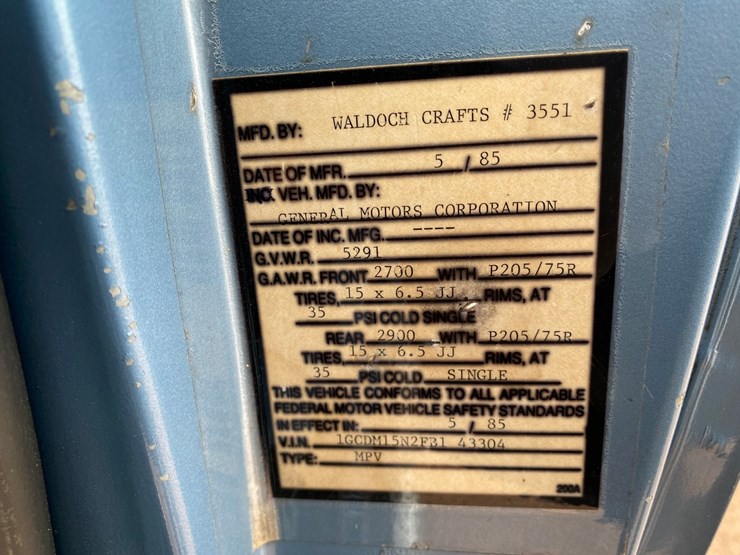 MFD. BY: WALDOCH CRAFTS # 3551
DATE OF MFR. 5 / 85
INC. VEH. MFD. BY:
GENERAL MOTORS CORPORATION
DATE OF INC. MFG. ----
G.V.W.R. 5291
G.A.W.R. FRONT 2700 WITH P205/75R
TIRES, 15 x 6.5 JJ RIMS, AT
35 PSI COLD SINGLE
REAR 2900 WITH P205/75R
TIRES, 15 x 6.5 JJ RIMS, AT
35 PSI COLD SINGLE
THIS VEHICLE CONFORMS TO ALL APPLICABLE
FEDERAL MOTOR VEHICLE SAFETY STANDARDS
IN EFFECT IN: 5 / 85
V.I.N. 1GCDM15N2FB1 43304
TYPE: MPV
200A